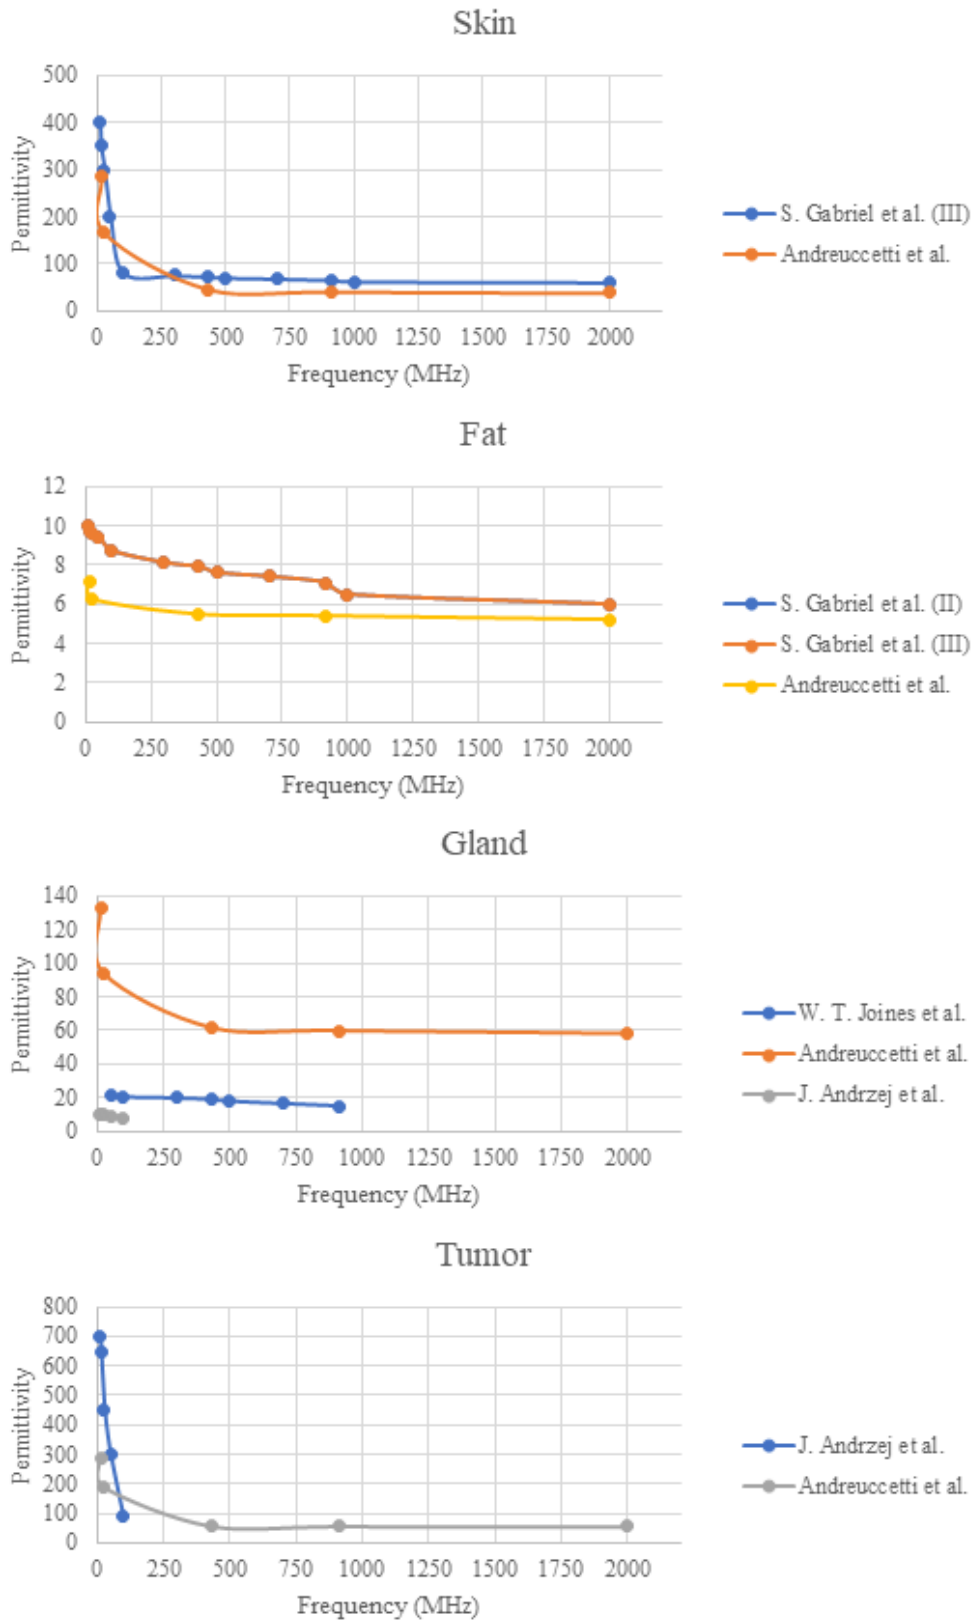 Skin
500
400
300
200
100
0
Permittivity
0 250 500 750 1000 1250 1500 1750 2000
Frequency (MHz)
S. Gabriel et al. (III)
Andreuccetti et al.
Fat
12
10
8
6
4
2
0
Permittivity
0 250 500 750 1000 1250 1500 1750 2000
Frequency (MHz)
S. Gabriel et al. (II)
S. Gabriel et al. (III)
Andreuccetti et al.
Gland
140
120
100
80
60
40
20
0
Permittivity
0 250 500 750 1000 1250 1500 1750 2000
Frequency (MHz)
W. T. Joines et al.
Andreuccetti et al.
J. Andrzej et al.
Tumor
800
700
600
500
400
300
200
100
0
Permittivity
0 250 500 750 1000 1250 1500 1750 2000
Frequency (MHz)
J. Andrzej et al.
Andreuccetti et al.